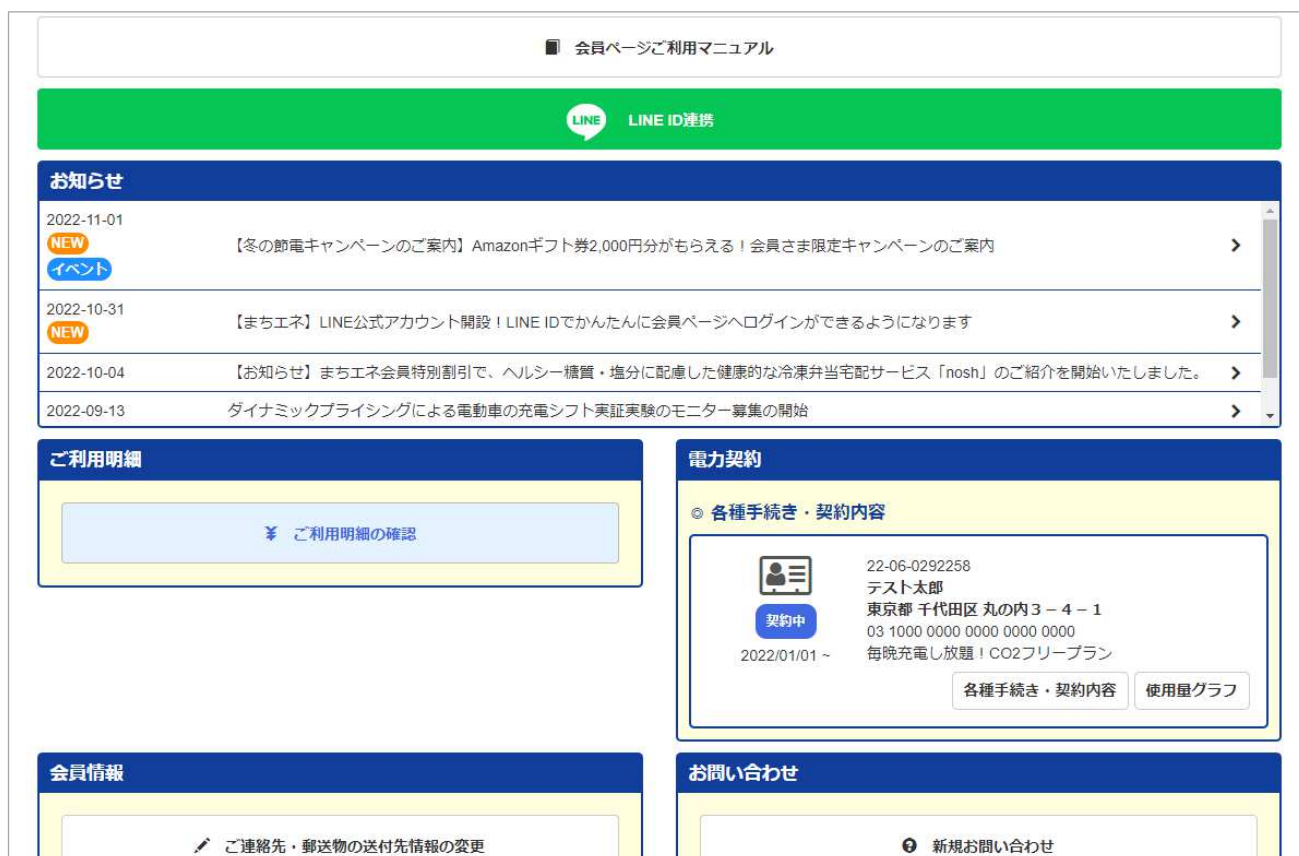 会員ページご利用マニュアル
LINE LINE ID連携
お知らせ
2022-11-01
NEW
イベント
【冬の節電キャンペーンのご案内】Amazonギフト券2,000円分がもらえる！会員さま限定キャンペーンのご案内
2022-10-31
NEW
【まちエネ】LINE公式アカウント開設！LINE IDでかんたんに会員ページへログインができるようになります
2022-10-04 【お知らせ】まちエネ会員特別割引で、ヘルシー糖質・塩分に配慮した健康的な冷凍弁当宅配サービス「nosh」のご紹介を開始いたしました。
2022-09-13 ダイナミックプライシングによる電動車の充電シフト実証実験のモニター募集の開始
ご利用明細
¥ ご利用明細の確認
電力契約
◎ 各種手続き・契約内容
契約中
2022/01/01 ~
22-06-0292258
テスト太郎
東京都 千代田区 丸の内３－４－１
03 1000 0000 0000 0000 0000
毎晩充電し放題！CO2フリープラン
各種手続き・契約内容 使用量グラフ
会員情報
ご連絡先・郵送物の送付先情報の変更
お問い合わせ
新規お問い合わせ